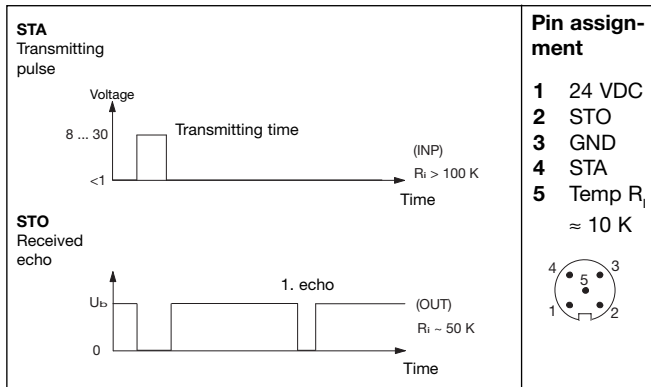 STA
Transmitting
pulse
Voltage
8 ... 30
Transmitting time
<1
(INP)
Rᵢ > 100 K
Time
STO
Received
echo
U_b
1. echo
(OUT)
Rᵢ ~ 50 K
0
Time
Pin assign-
ment
1 24 VDC
2 STO
3 GND
4 STA
5 Temp R_I
≈ 10 K
4 3
5
1 2